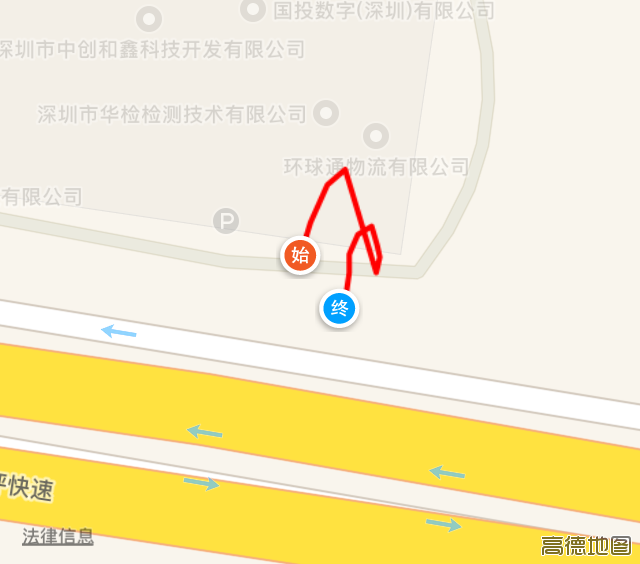 国投数字(深圳)有限公司
深圳市中创和鑫科技开发有限公司
深圳市华检检测技术有限公司
环球通物流有限公司
有限公司
P
始
终
坪快速
法律信息
高德地图